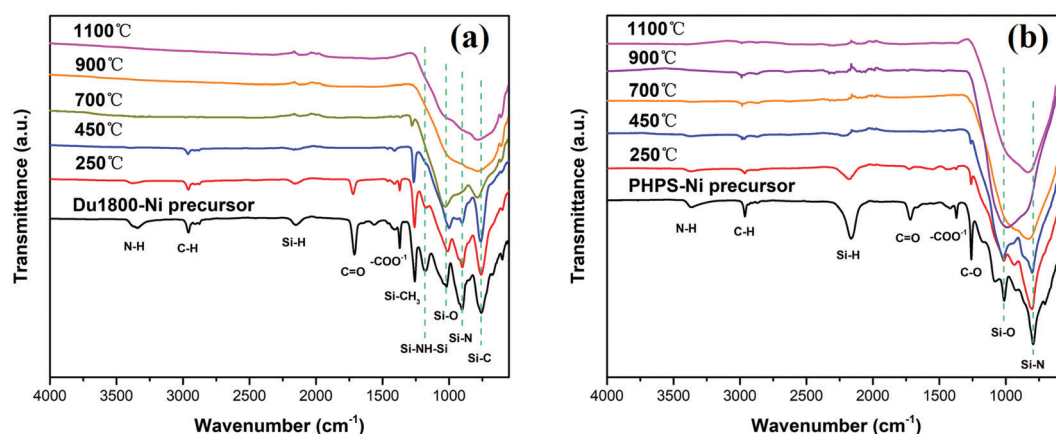 (a)
1100℃
900℃
700℃
450℃
250℃
Du1800-Ni precursor
N-H
C-H
Si-H
C=O
-COO⁻¹
Si-CH₃
Si-NH-Si
Si-O
Si-N
Si-C
Transmittance (a.u.)
4000 3500 3000 2500 2000 1500 1000
Wavenumber (cm⁻¹)
(b)
1100℃
900℃
700℃
450℃
250℃
PHPS-Ni precursor
N-H
C-H
Si-H
C=O
-COO⁻¹
C-O
Si-O
Si-N
Transmittance (a.u.)
4000 3500 3000 2500 2000 1500 1000
Wavenumber (cm⁻¹)